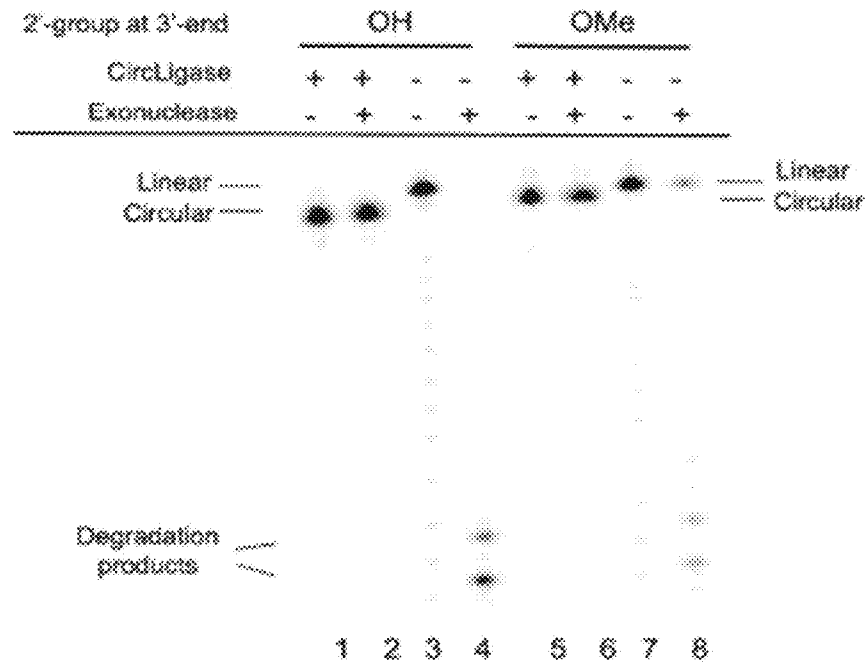 2'-group at 3'-end OH OMe
CircLigase + + - - + + - -
Exonuclease - + - + - + - +
Linear Linear
Circular Circular
Degradation
products
1 2 3 4 5 6 7 8